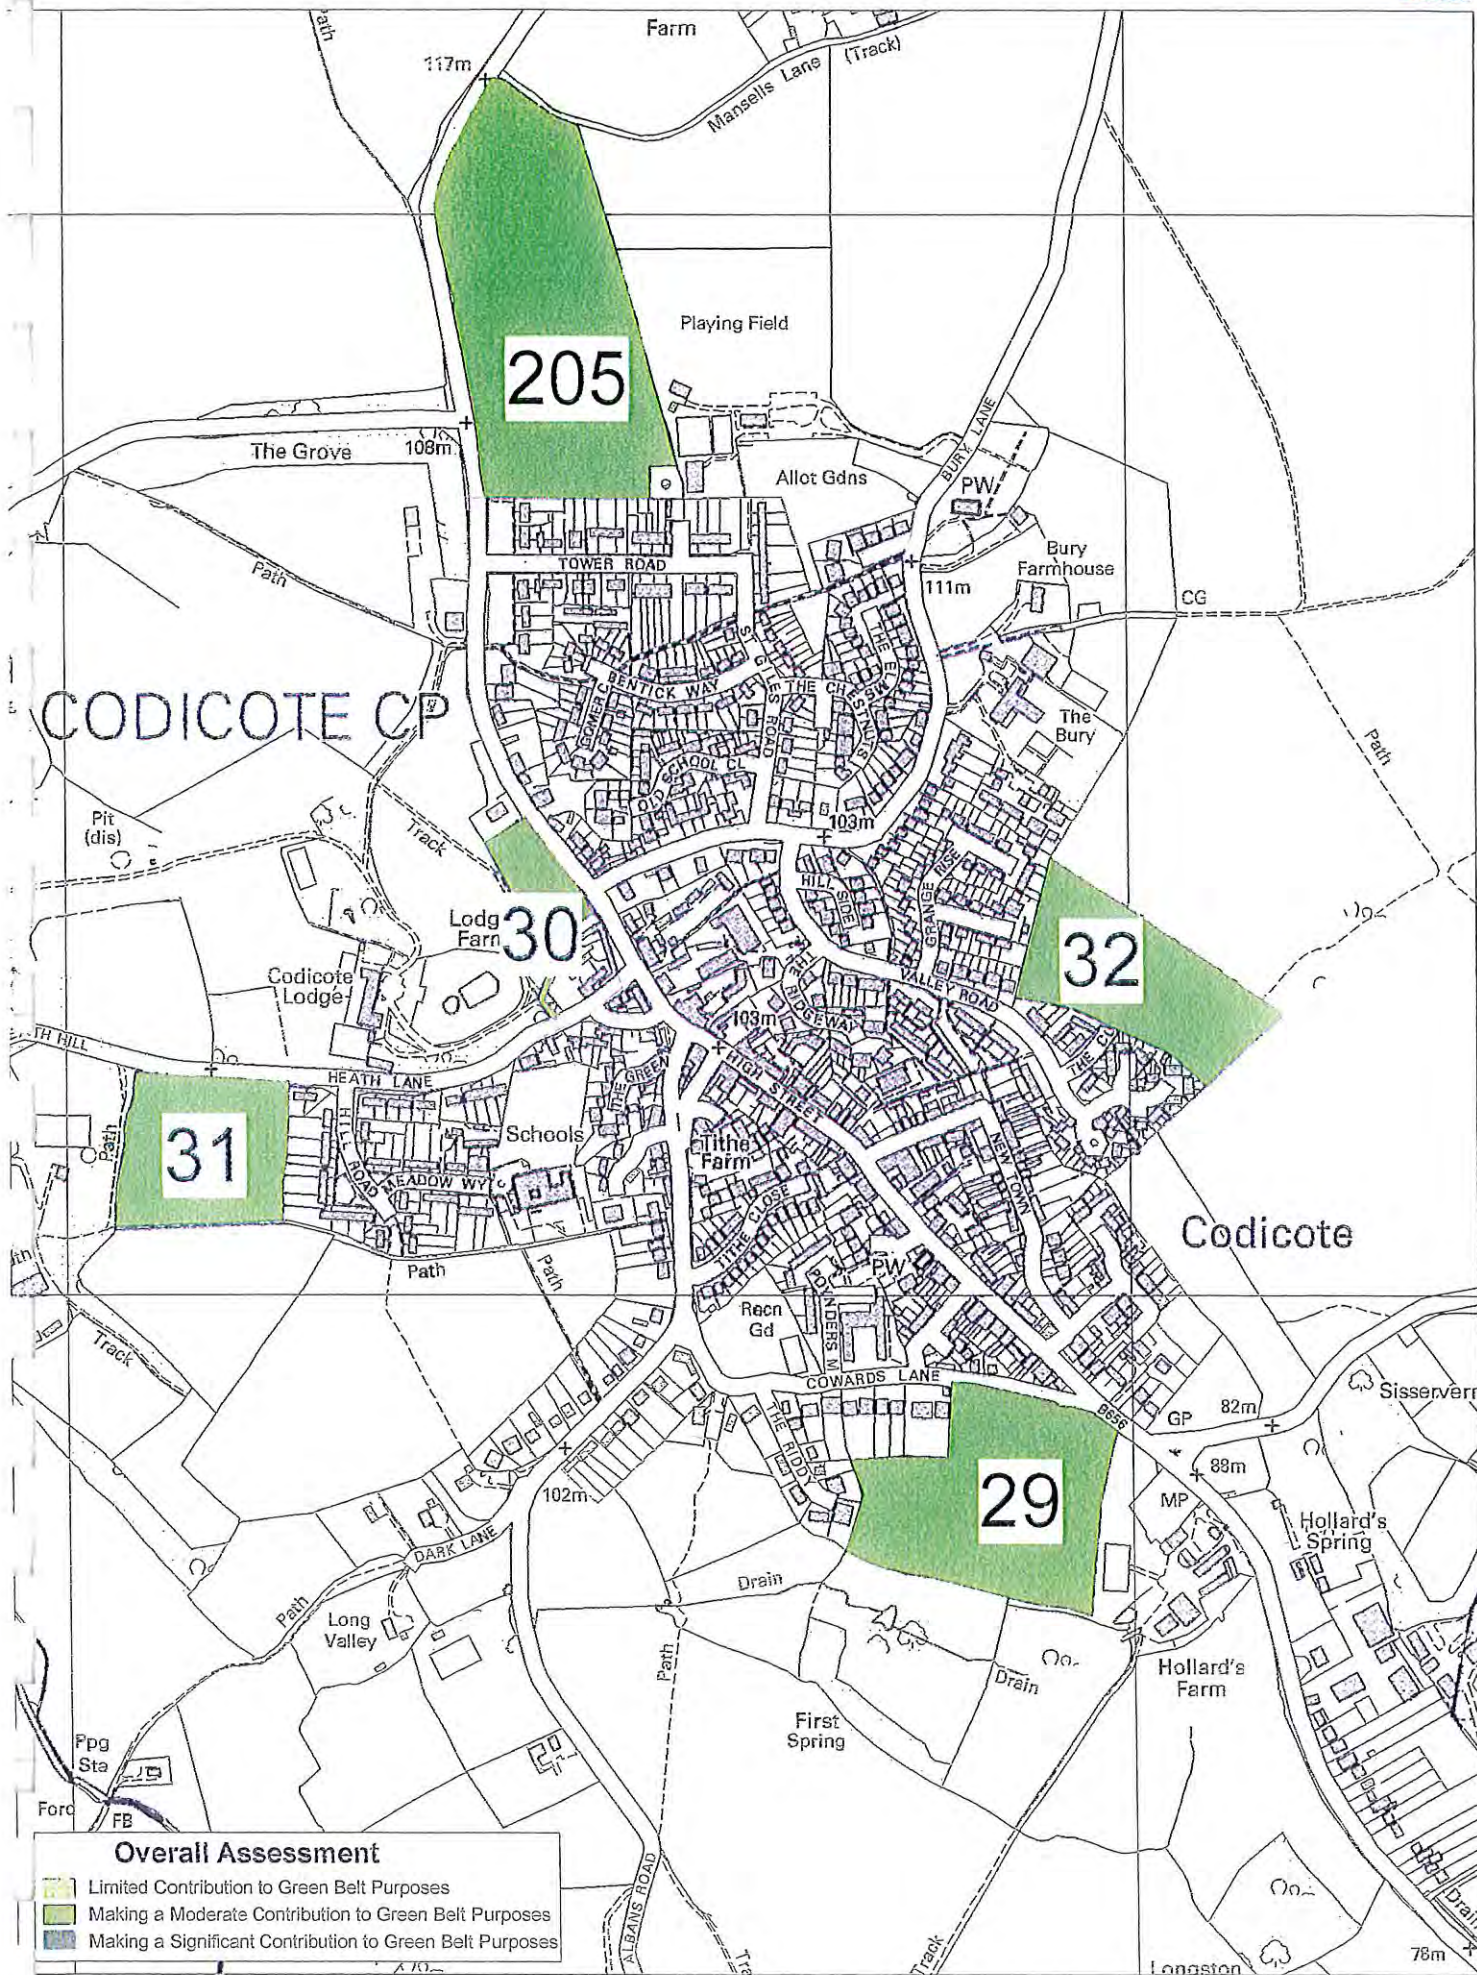 Path
Farm
117m
Mansells Lane (Track)
Playing Field
205
The Grove
108m
Allot Gdns
BURY LANE
PW
Path
TOWER ROAD
Bury
Farmhouse
111m
CG
CODICOTE CP
BENTICK WAY
GOMER C
ST GILES ROAD
THE CHESTNUTS
THE ELMS
OLD SCHOOL CL
The
Bury
Path
Pit
(dis)
Track
103m
HILL SIDE
GRANGE RISE
Lodg
Farn
30
32
Codicote
Lodge
THE RIDGEWAY
VALLEY ROAD
103m
TH HILL
HEATH LANE
THE GREEN
HIGH STREET
THE C
31
Path
HILL ROAD
MEADOW WY
Schools
Tithe
Farm
NEW TOWN
TITHE CLOSE
Codicote
Path
Path
PW
POYNDERS M
Recn
Gd
Track
COWARDS LANE
THE RIDDY
B656
GP
82m
Sisservern
88m
102m
29
MP
Hollard's
Spring
DARK LANE
Drain
Path
Long
Valley
Path
Drain
Hollard's
Farm
First
Spring
Ppg
Sta
Ford
FB
Overall Assessment
Limited Contribution to Green Belt Purposes
Making a Moderate Contribution to Green Belt Purposes
Making a Significant Contribution to Green Belt Purposes
ALBANS ROAD
Track
Drain
78m